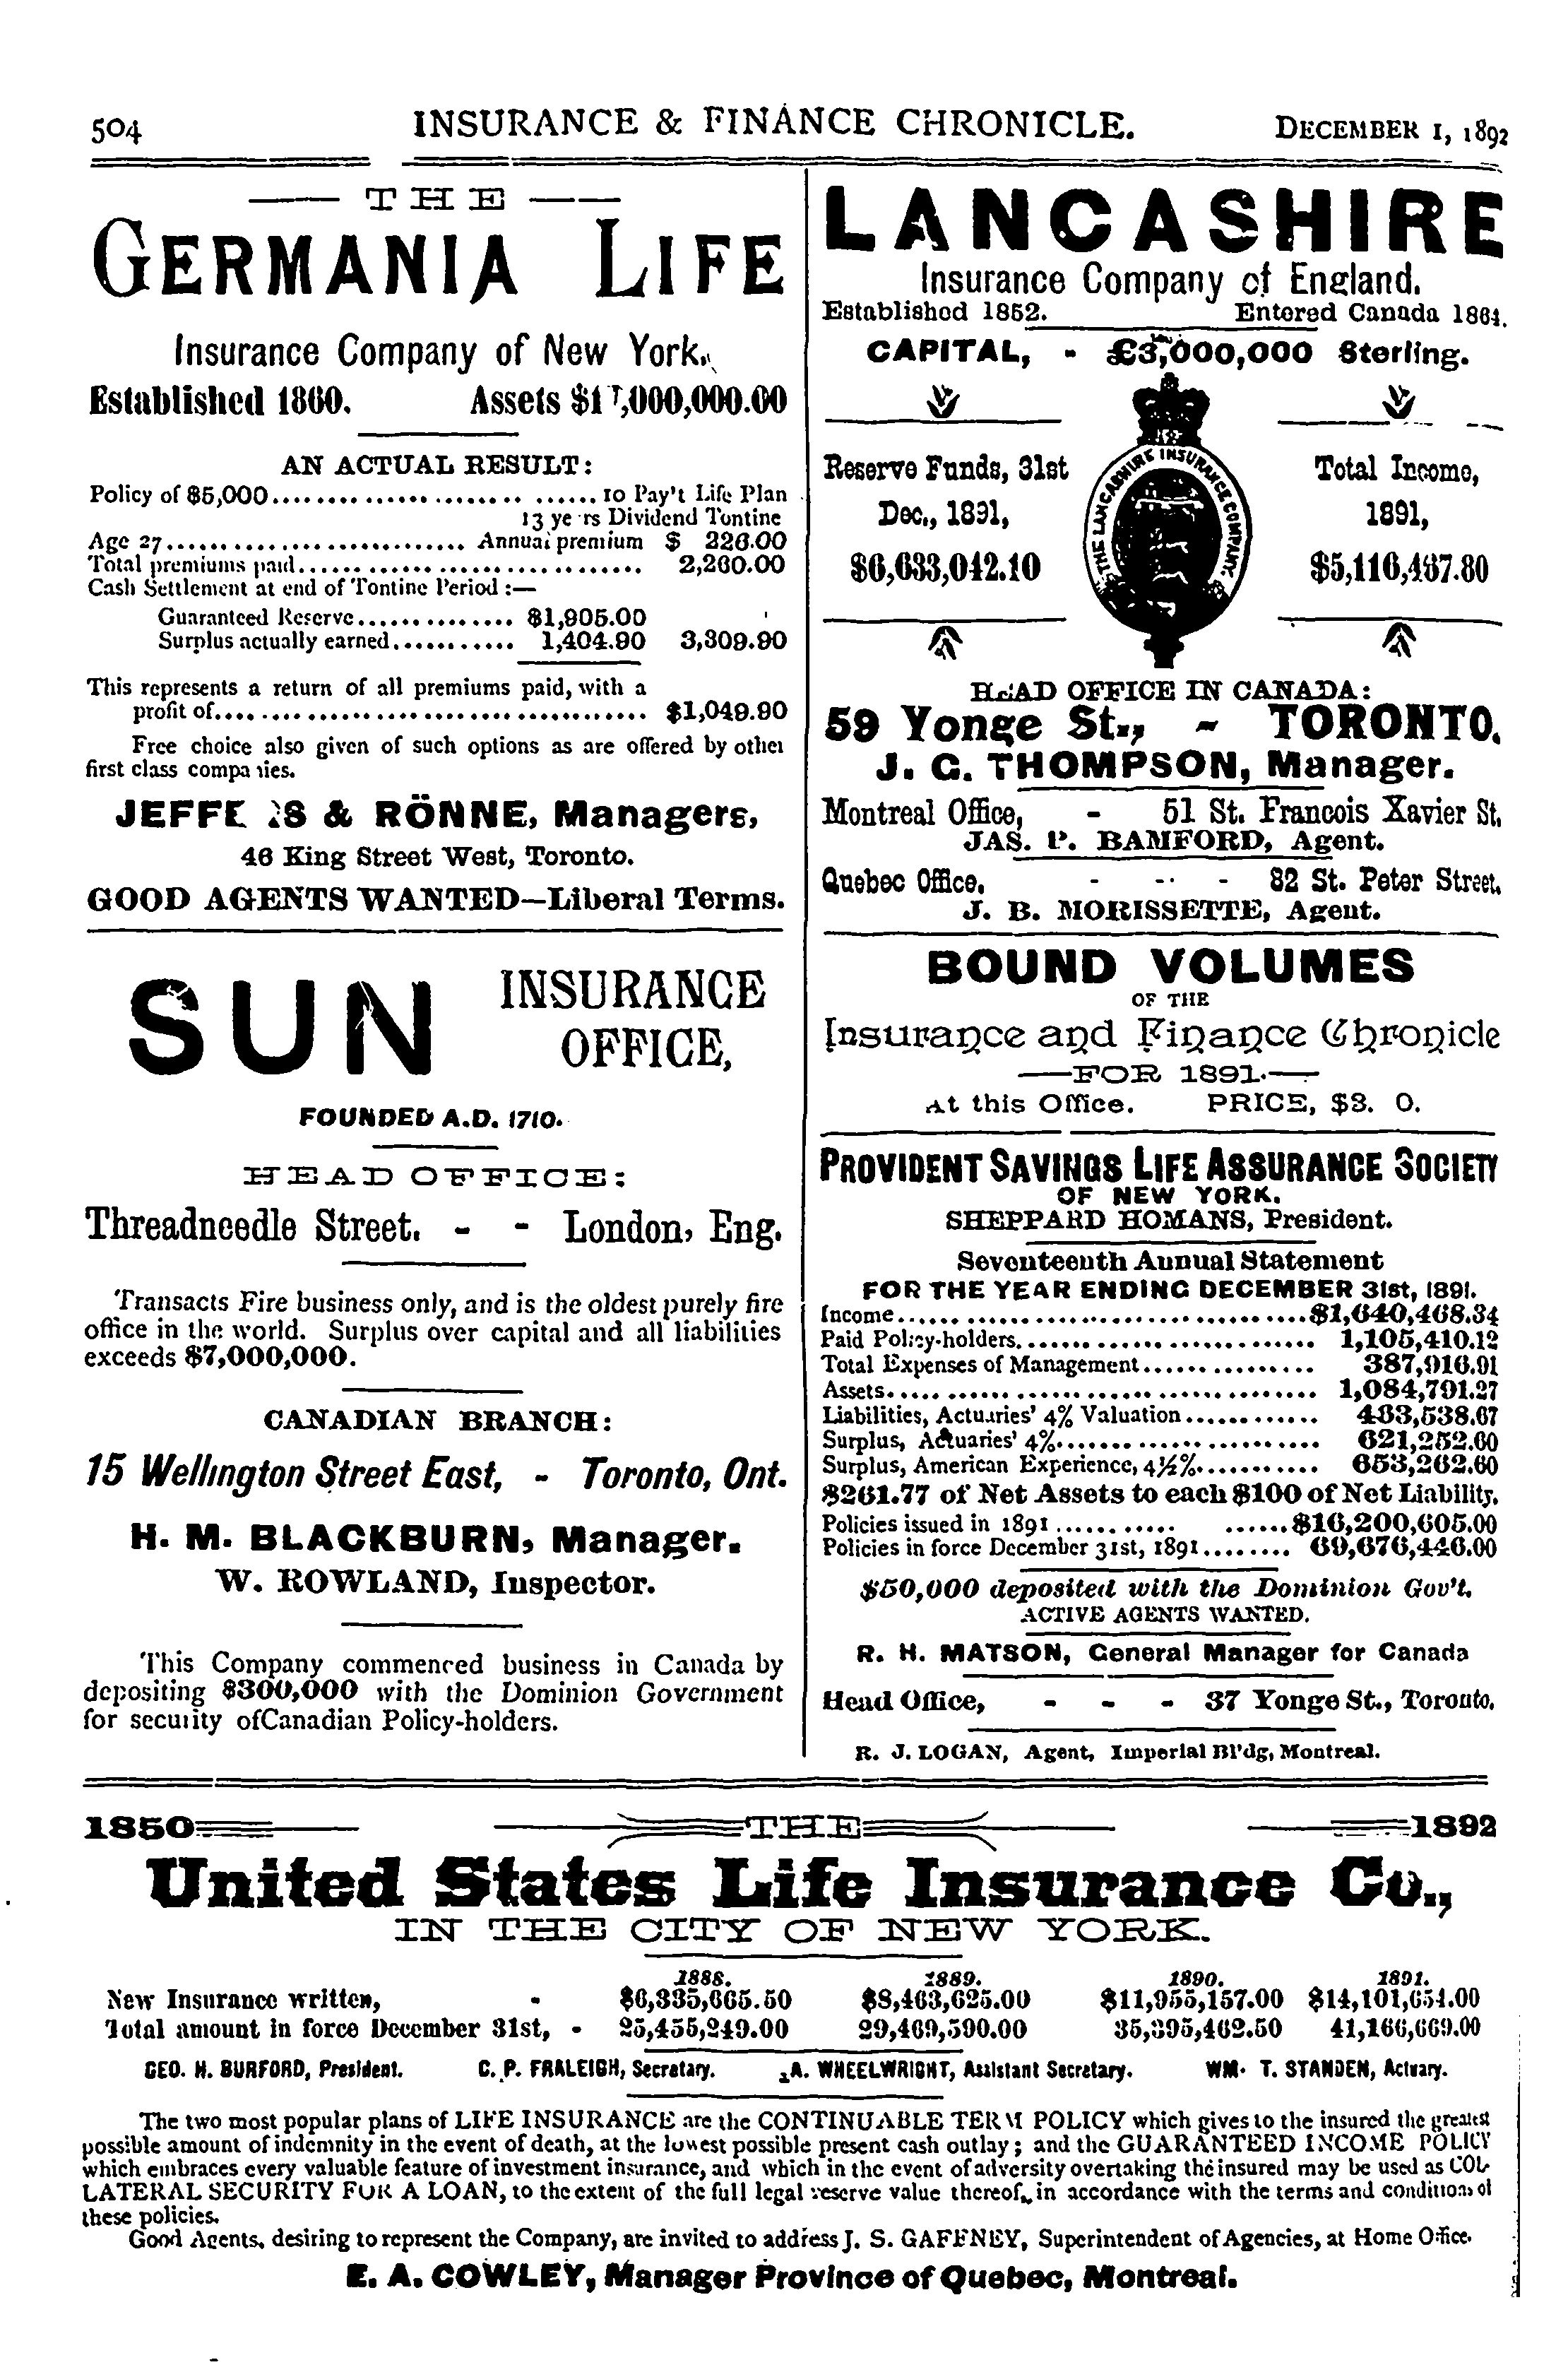 504 INSURANCE & FINANCE CHRONICLE. DECEMBER 1, 1892
THE
GERMANIA LIFE
Insurance Company of New York.
Established 1860. Assets $17,000,000.00
AN ACTUAL RESULT:
Policy of $5,000 ........ 10 Pay't Life Plan
13 years Dividend Tontine
Age 27 ........ Annual premium $ 226.00
Total premiums paid ........ 2,260.00
Cash Settlement at end of Tontine Period :—
Guaranteed Reserve ........ $1,905.00
Surplus actually earned ........ 1,404.90 3,309.90
This represents a return of all premiums paid, with a
profit of ........ $1,049.90
Free choice also given of such options as are offered by other
first class companies.
& RÖNNE, Managers,
46 King Street West, Toronto.
GOOD AGENTS WANTED—Liberal Terms.
SUN INSURANCE
OFFICE,
FOUNDED A.D. 1710.
HEAD OFFICE:
Threadneedle Street. - - London, Eng.
Transacts Fire business only, and is the oldest purely fire
office in the world. Surplus over capital and all liabilities
exceeds $7,000,000.
CANADIAN BRANCH:
15 Wellington Street East, - Toronto, Ont.
H. M. BLACKBURN, Manager.
W. ROWLAND, Inspector.
This Company commenced business in Canada by
depositing $300,000 with the Dominion Government
for security ofCanadian Policy-holders.
LANCASHIRE
Insurance Company of England.
Established 1852. Entered Canada 1864.
CAPITAL, - £3,000,000 Sterling.
Reserve Funds, 31st
Dec., 1891,
$6,633,042.10
THE LANCASHIRE INSURANCE COMPANY
Total Income,
1891,
$5,116,487.80
HEAD OFFICE IN CANADA:
59 Yonge St., - TORONTO.
J. C. THOMPSON, Manager.
Montreal Office, - 51 St. Francois Xavier St.
JAS. P. BAMFORD, Agent.
Quebec Office. - - - 82 St. Peter Street.
J. B. MORISSETTE, Agent.
BOUND VOLUMES
OF THE
Insurance and Finance Chronicle
FOR 1891.
At this Office. PRICE,
PROVIDENT SAVINGS LIFE ASSURANCE SOCIETY
OF NEW YORK.
SHEPPARD HOMANS, President.
Seventeenth Annual Statement
FOR THE YEAR ENDING DECEMBER 31st, 1891.
Income ........ $1,640,468.34
Paid Policy-holders ........ 1,105,410.12
Total Expenses of Management ........ 387,916.91
Assets ........ 1,084,791.27
Liabilities, Actuaries' 4% Valuation ........ 463,538.67
Surplus, Actuaries' 4% ........ 621,252.60
Surplus, American Experience, 4½% ........ 653,262.60
$261.77 of Net Assets to each $100 of Net Liability.
Policies issued in 1891 ........ $16,200,605.00
Policies in force December 31st, 1891 ........ 69,676,446.00
$50,000 deposited with the Dominion Gov't.
ACTIVE AGENTS WANTED.
R. H. MATSON, General Manager for Canada
Head Office, - - - 37 Yonge St., Toronto.
R. J. LOGAN, Agent, Imperial Bl'dg, Montreal.
1850 THE 1892
United States Life Insurance Co.,
IN THE CITY OF NEW YORK.
1888. 1889. 1890. 1891.
New Insurance written, - $6,335,665.50 $8,463,625.00 $11,955,157.00 $14,101,654.00
Total amount in force December 31st, - 25,455,249.00 29,469,590.00 35,395,462.50 41,166,669.00
GEO. H. BURFORD, President. C. P. FRALEIGH, Secretary. A. WHEELWRIGHT, Assistant Secretary. WM. T. STANDEN, Actuary.
The two most popular plans of LIFE INSURANCE are the CONTINUABLE TERM POLICY which gives to the insured the greatest
possible amount of indemnity in the event of death, at the lowest possible present cash outlay; and the GUARANTEED INCOME POLICY
which embraces every valuable feature of investment insurance, and which in the event of adversity overtaking the insured may be used as COL-
LATERAL SECURITY FOR A LOAN, to the extent of the full legal reserve value thereof, in accordance with the terms and conditions of
these policies.
Good Agents, desiring to represent the Company, are invited to address J. S. GAFFNEY, Superintendent of Agencies, at Home Office.
E. A. COWLEY, Manager Province of Quebec, Montreal.